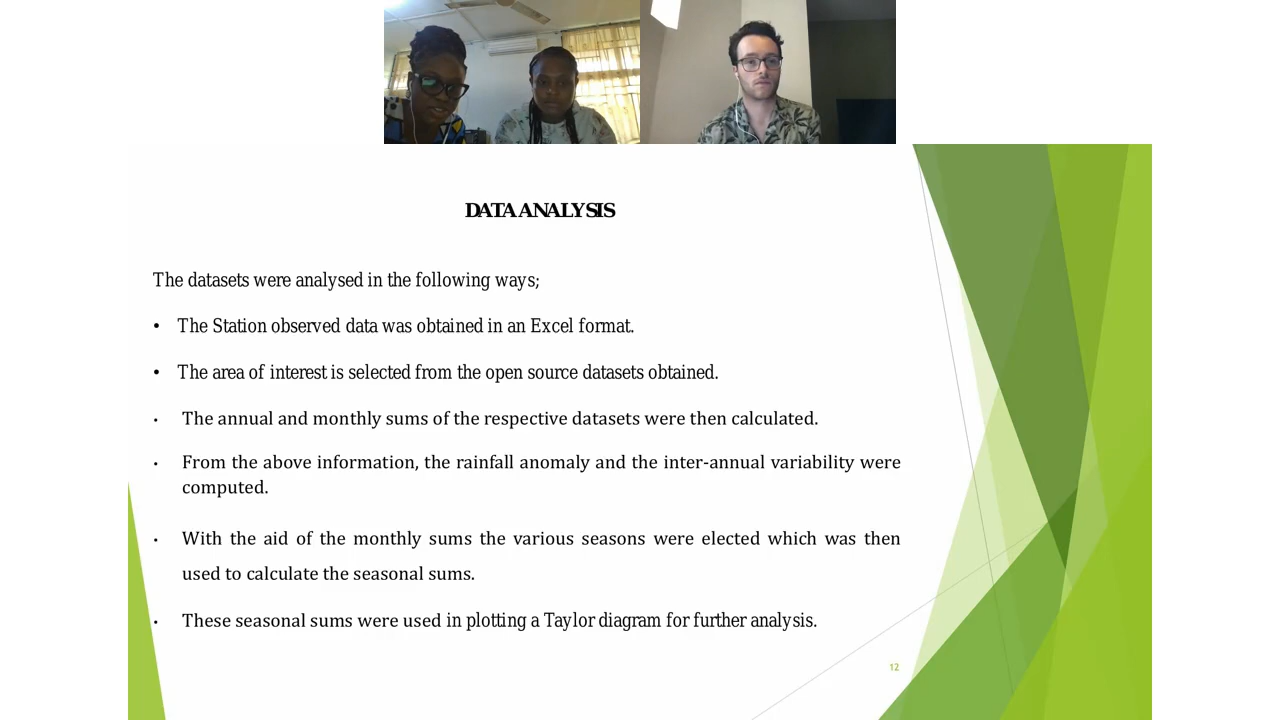 DATA ANALYSIS
The datasets were analysed in the following ways;
• The Station observed data was obtained in an Excel format.
• The area of interest is selected from the open source datasets obtained.
• The annual and monthly sums of the respective datasets were then calculated.
• From the above information, the rainfall anomaly and the inter-annual variability were
computed.
• With the aid of the monthly sums the various seasons were elected which was then
used to calculate the seasonal sums.
• These seasonal sums were used in plotting a Taylor diagram for further analysis.
12